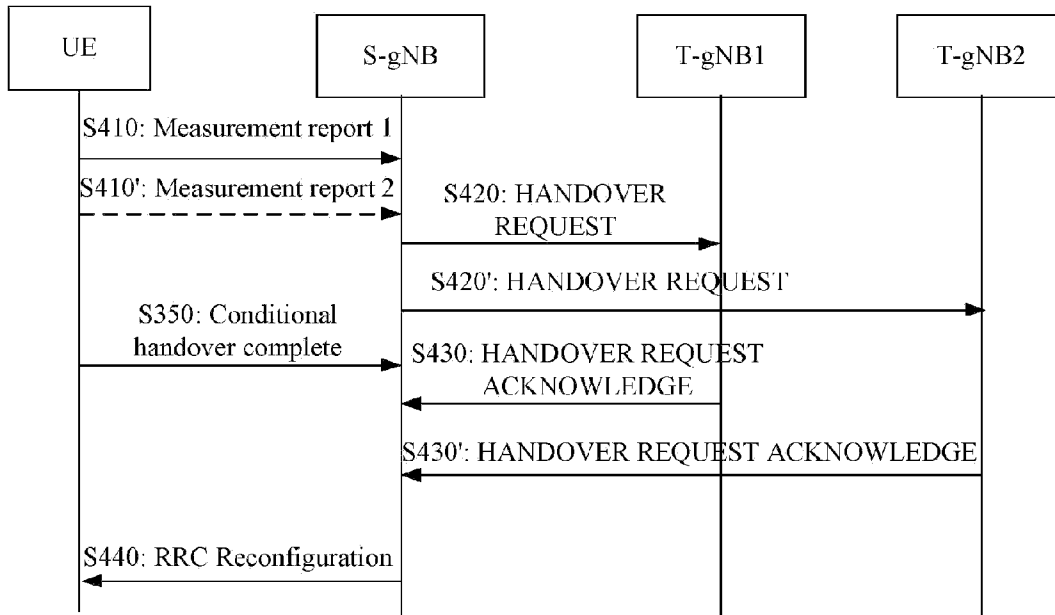 UE
S-gNB
T-gNB1
T-gNB2
S410: Measurement report 1
S410': Measurement report 2
S420: HANDOVER
REQUEST
S420': HANDOVER REQUEST
S350: Conditional
handover complete
S430: HANDOVER REQUEST
ACKNOWLEDGE
S430': HANDOVER REQUEST ACKNOWLEDGE
S440: RRC Reconfiguration